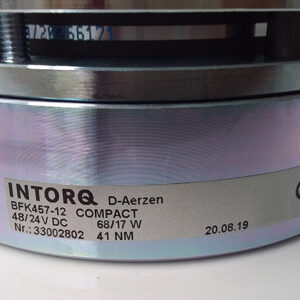 INTORQ D-Aerzen
BFK457-12 COMPACT
48/24V DC 68/17 W
Nr.: 33002802 41 NM 20.08.19